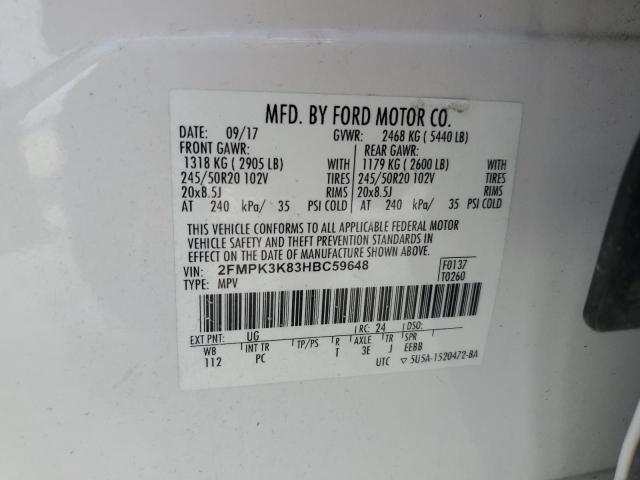 MFD. BY FORD MOTOR CO.
DATE: 09/17 GVWR: 2468 KG ( 5440 LB)
FRONT GAWR: REAR GAWR:
1318 KG ( 2905 LB) WITH 1179 KG ( 2600 LB) WITH
245/50R20 102V TIRES 245/50R20 102V TIRES
20x8.5J RIMS 20x8.5J RIMS
AT 240 kPa/ 35 PSI COLD AT 240 kPa/ 35 PSI COLD
THIS VEHICLE CONFORMS TO ALL APPLICABLE FEDERAL MOTOR
VEHICLE SAFETY AND THEFT PREVENTION STANDARDS IN
EFFECT ON THE DATE OF MANUFACTURE SHOWN ABOVE.
VIN: 2FMPK3K83HBC59648 F0137
TYPE: MPV T0260
EXT PNT: UG RC: 24 DSO:
WB INT TR TP/PS R AXLE TR SPR
112 PC T 3E J EEBB
UTC ▽ 5U5A-1520472-BA